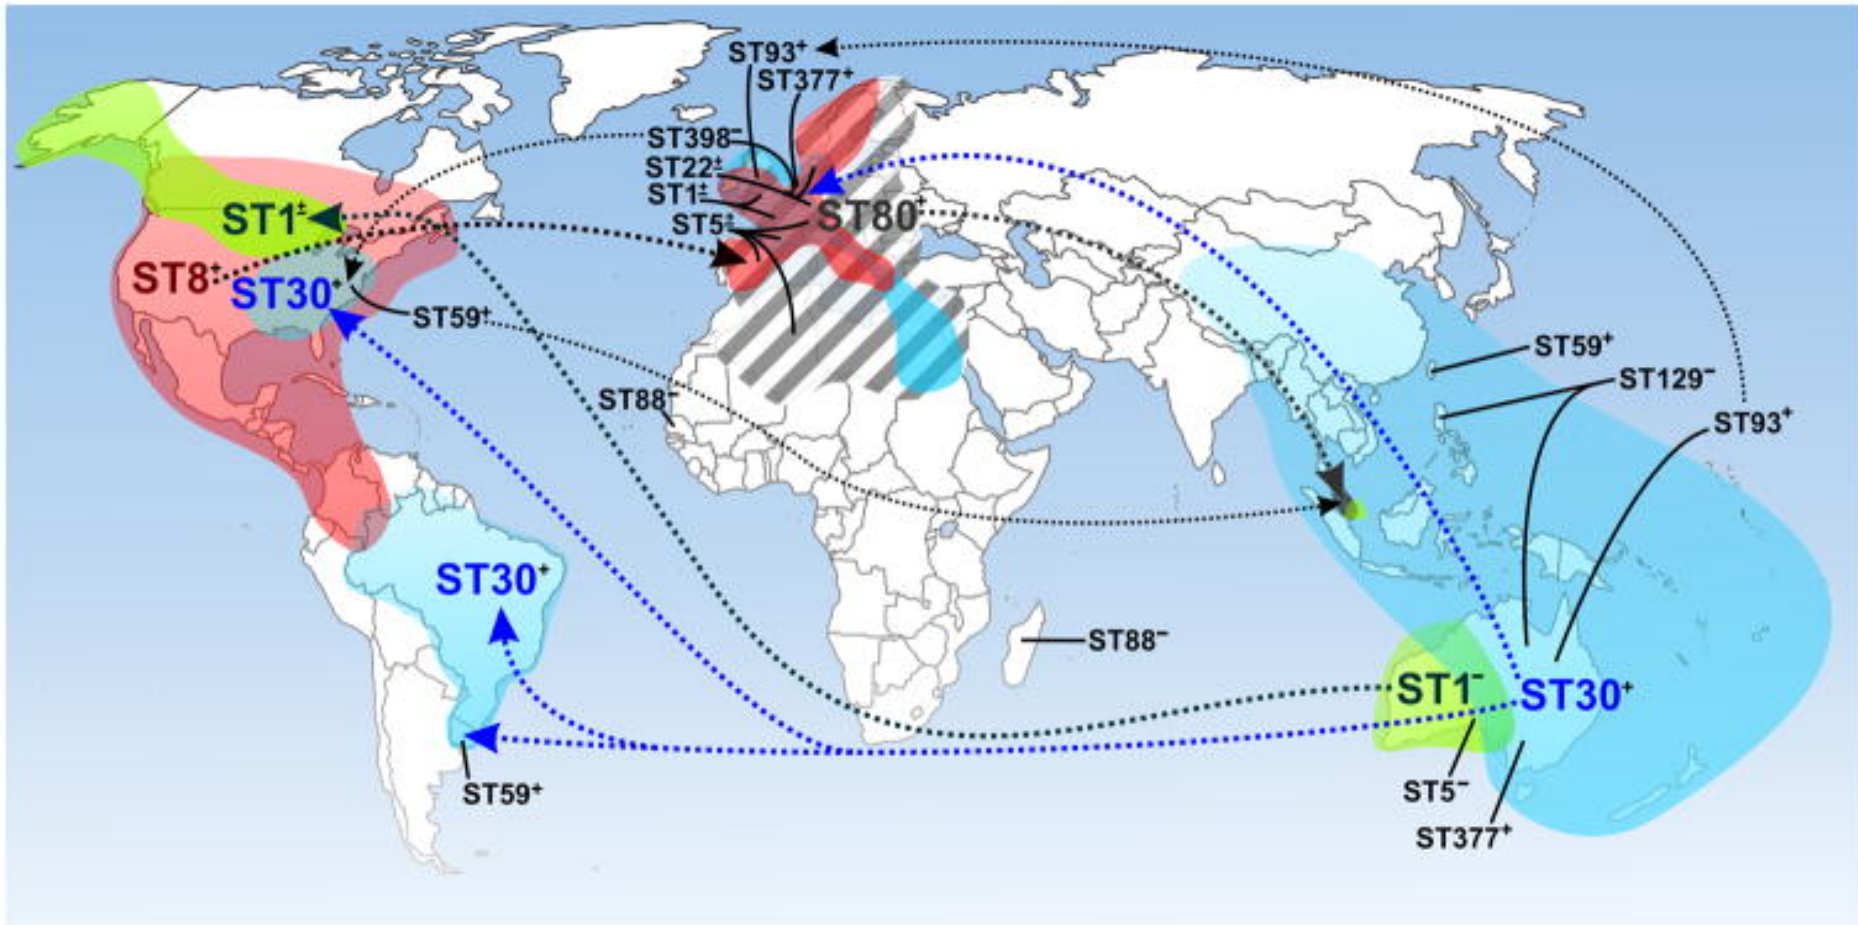 ST93⁺
ST377⁺
ST398⁻
ST22±
ST1±
ST5±
ST80⁺
ST1±
ST8⁺
ST30⁺
ST59⁺
ST88⁻
ST59⁺
ST129⁻
ST93⁺
ST30⁺
ST88⁻
ST1⁻
ST30⁺
ST59⁺
ST5⁻
ST377⁺